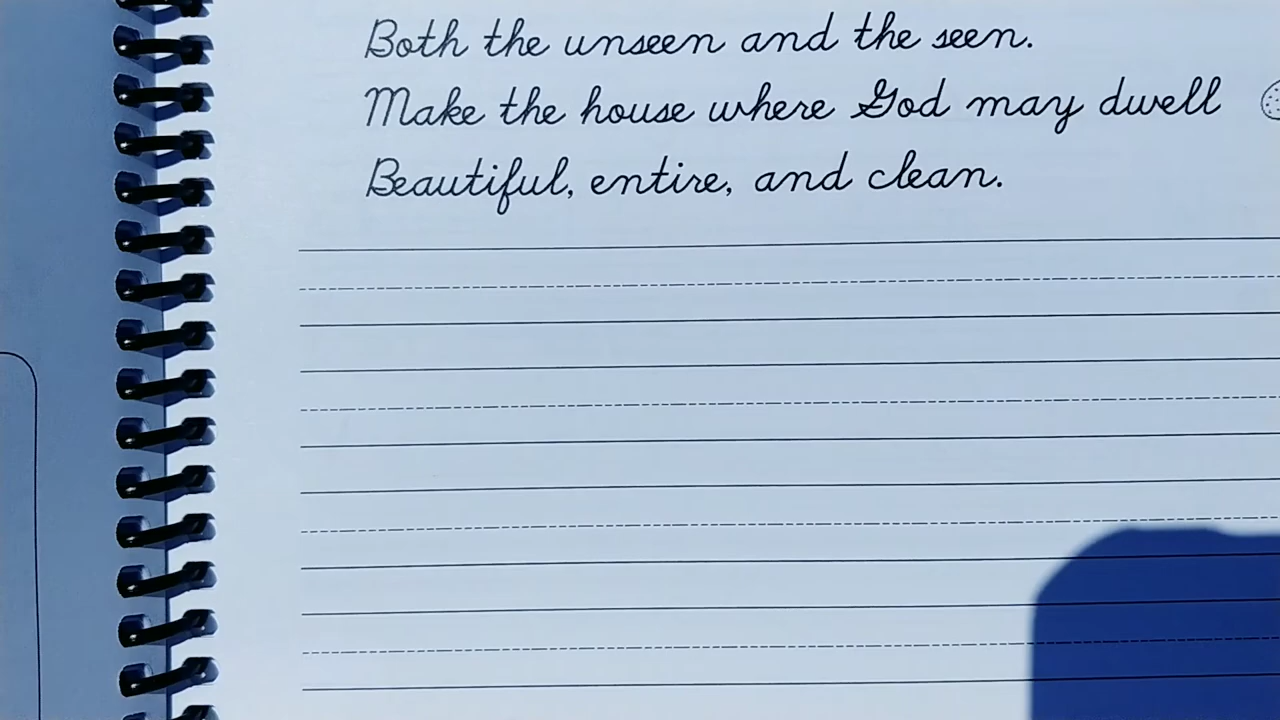 Both the unseen and the seen.
Make the house where God may dwell
Beautiful, entire, and clean.